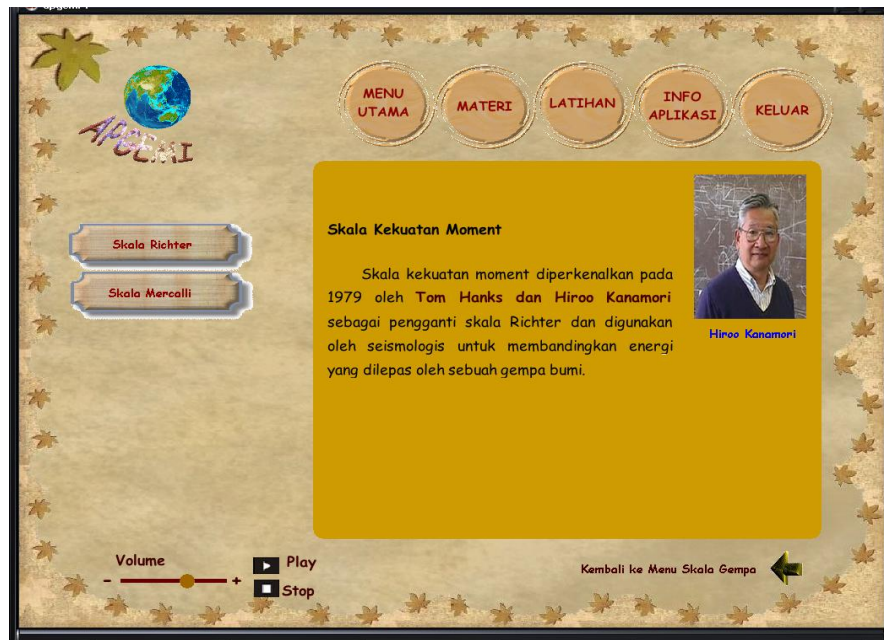 MENU
UTAMA
MATERI
LATIHAN
INFO
APLIKASI
KELUAR
APGEMI
Skala Richter
Skala Mercalli
Skala Kekuatan Moment
Skala kekuatan moment diperkenalkan pada
1979 oleh Tom Hanks dan Hiroo Kanamori
sebagai pengganti skala Richter dan digunakan
oleh seismologis untuk membandingkan energi
yang dilepas oleh sebuah gempa bumi.
Hiroo Kanamori
Volume
- +
Play
Stop
Kembali ke Menu Skala Gempa